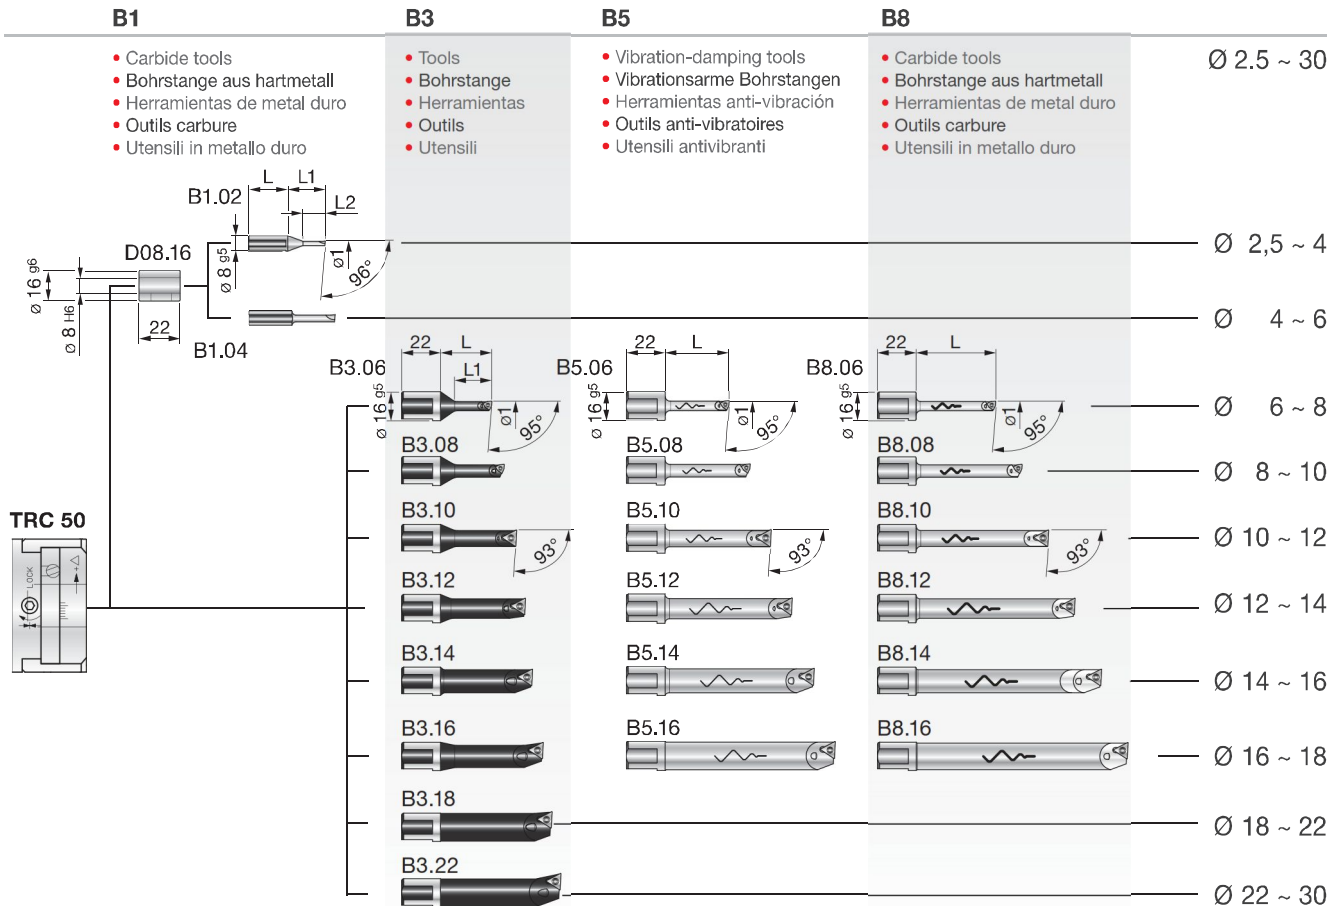 B1
B3
B5
B8
• Carbide tools
• Bohrstange aus hartmetall
• Herramientas de metal duro
• Outils carbure
• Utensili in metallo duro
• Tools
• Bohrstange
• Herramientas
• Outils
• Utensili
• Vibration-damping tools
• Vibrationsarme Bohrstangen
• Herramientas anti-vibración
• Outils anti-vibratoires
• Utensili antivibranti
• Carbide tools
• Bohrstange aus hartmetall
• Herramientas de metal duro
• Outils carbure
• Utensili in metallo duro
Ø 2.5 ~ 30
B1.02
L
L1
L2
Ø 8 g5
Ø1
96°
Ø 2,5 ~ 4
D08.16
Ø 16 g6
Ø 8 H6
22
B1.04
Ø 4 ~ 6
B3.06
22
L
L1
Ø 16 g5
Ø1
95°
B5.06
22
L
Ø 16 g5
Ø1
95°
B8.06
22
L
Ø 16 g5
Ø1
95°
Ø 6 ~ 8
B3.08
B5.08
B8.08
Ø 8 ~ 10
B3.10
93°
B5.10
93°
B8.10
93°
Ø 10 ~ 12
TRC 50
LOCK
+
B3.12
B5.12
B8.12
Ø 12 ~ 14
B3.14
B5.14
B8.14
Ø 14 ~ 16
B3.16
B5.16
B8.16
Ø 16 ~ 18
B3.18
Ø 18 ~ 22
B3.22
Ø 22 ~ 30